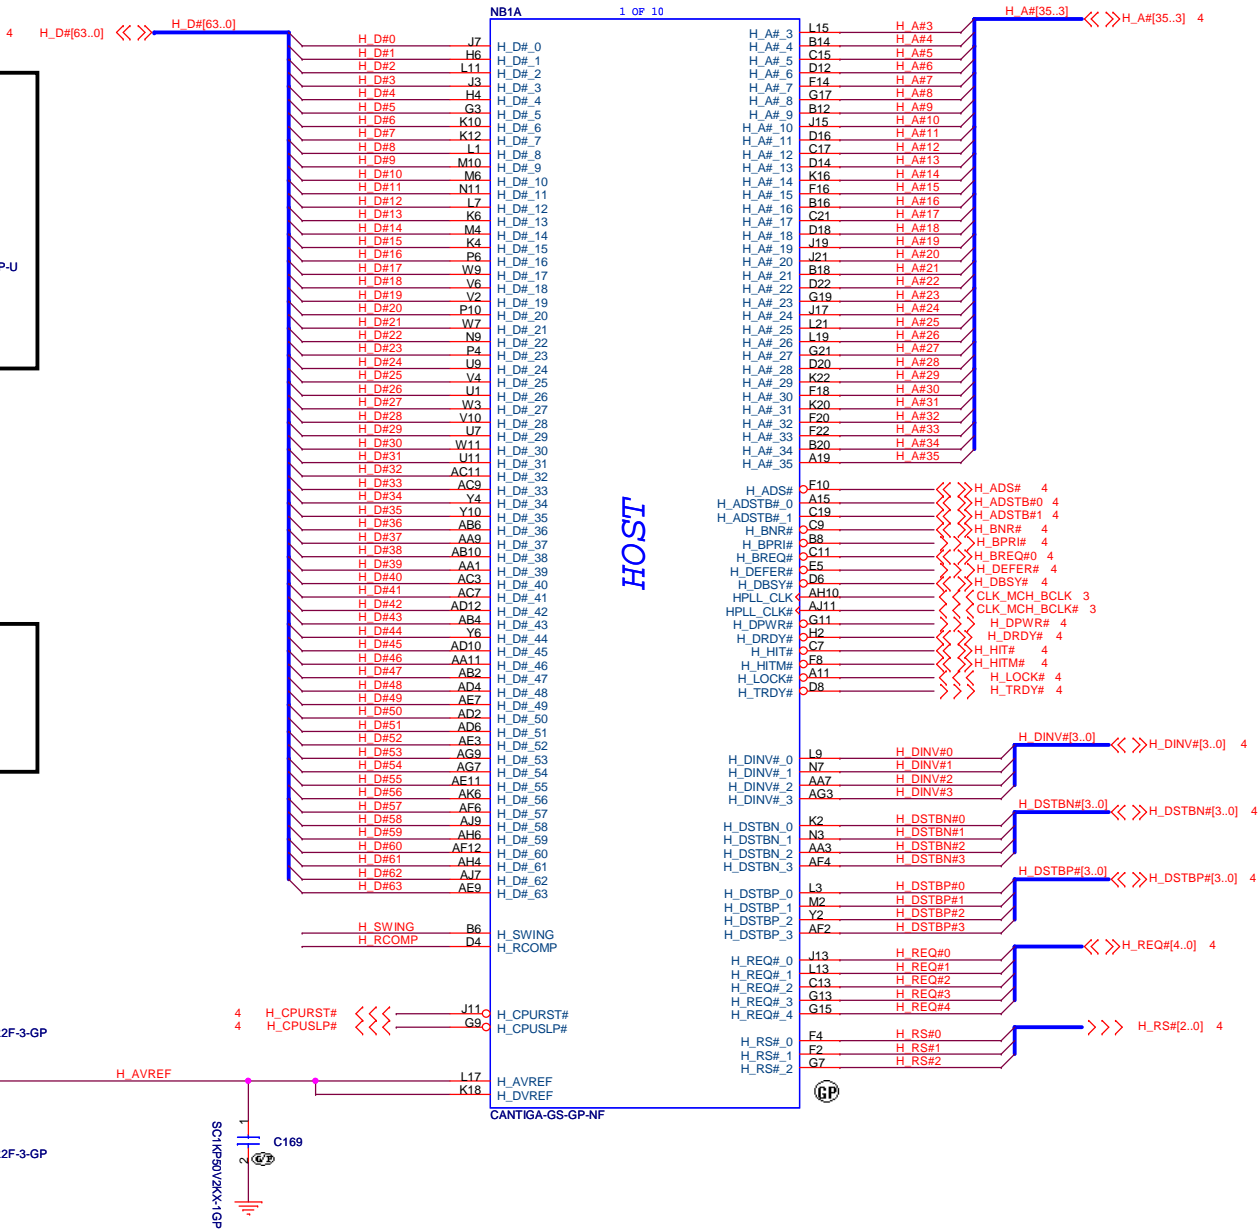 NB1A
1 OF 10
4 H_D#[63..0] H_D#[63..0]
H_A#[35..3] H_A#[35..3] 4
H_D#0 J7 H_D#_0
H_D#1 H6 H_D#_1
H_D#2 L11 H_D#_2
H_D#3 J3 H_D#_3
H_D#4 H4 H_D#_4
H_D#5 G3 H_D#_5
H_D#6 K10 H_D#_6
H_D#7 K12 H_D#_7
H_D#8 L1 H_D#_8
H_D#9 M10 H_D#_9
H_D#10 M6 H_D#_10
H_D#11 N11 H_D#_11
H_D#12 L7 H_D#_12
H_D#13 K6 H_D#_13
H_D#14 M4 H_D#_14
H_D#15 K4 H_D#_15
H_D#16 P6 H_D#_16
H_D#17 W9 H_D#_17
H_D#18 V6 H_D#_18
H_D#19 V2 H_D#_19
H_D#20 P10 H_D#_20
H_D#21 W7 H_D#_21
H_D#22 N9 H_D#_22
H_D#23 P4 H_D#_23
H_D#24 U9 H_D#_24
H_D#25 V4 H_D#_25
H_D#26 U1 H_D#_26
H_D#27 W3 H_D#_27
H_D#28 V10 H_D#_28
H_D#29 U7 H_D#_29
H_D#30 W11 H_D#_30
H_D#31 U11 H_D#_31
H_D#32 AC11 H_D#_32
H_D#33 AC9 H_D#_33
H_D#34 Y4 H_D#_34
H_D#35 Y10 H_D#_35
H_D#36 AB6 H_D#_36
H_D#37 AA9 H_D#_37
H_D#38 AB10 H_D#_38
H_D#39 AA1 H_D#_39
H_D#40 AC3 H_D#_40
H_D#41 AC7 H_D#_41
H_D#42 AD12 H_D#_42
H_D#43 AB4 H_D#_43
H_D#44 Y6 H_D#_44
H_D#45 AD10 H_D#_45
H_D#46 AA11 H_D#_46
H_D#47 AB2 H_D#_47
H_D#48 AD4 H_D#_48
H_D#49 AE7 H_D#_49
H_D#50 AD2 H_D#_50
H_D#51 AD6 H_D#_51
H_D#52 AE3 H_D#_52
H_D#53 AG9 H_D#_53
H_D#54 AG7 H_D#_54
H_D#55 AE11 H_D#_55
H_D#56 AK6 H_D#_56
H_D#57 AF6 H_D#_57
H_D#58 AJ9 H_D#_58
H_D#59 AH6 H_D#_59
H_D#60 AF12 H_D#_60
H_D#61 AH4 H_D#_61
H_D#62 AJ7 H_D#_62
H_D#63 AE9 H_D#_63
H_SWING B6 H_SWING
H_RCOMP D4 H_RCOMP
4 H_CPURST# J11 H_CPURST#
4 H_CPUSLP# G9 H_CPUSLP#
H_AVREF L17 H_AVREF
K18 H_DVREF
CANTIGA-GS-GP-NF
HOST
H_A#_3 L15 H_A#3
H_A#_4 B14 H_A#4
H_A#_5 C15 H_A#5
H_A#_6 D12 H_A#6
H_A#_7 F14 H_A#7
H_A#_8 G17 H_A#8
H_A#_9 B12 H_A#9
H_A#_10 J15 H_A#10
H_A#_11 D16 H_A#11
H_A#_12 C17 H_A#12
H_A#_13 D14 H_A#13
H_A#_14 K16 H_A#14
H_A#_15 F16 H_A#15
H_A#_16 B16 H_A#16
H_A#_17 C21 H_A#17
H_A#_18 D18 H_A#18
H_A#_19 J19 H_A#19
H_A#_20 J21 H_A#20
H_A#_21 B18 H_A#21
H_A#_22 D22 H_A#22
H_A#_23 G19 H_A#23
H_A#_24 J17 H_A#24
H_A#_25 L21 H_A#25
H_A#_26 L19 H_A#26
H_A#_27 G21 H_A#27
H_A#_28 D20 H_A#28
H_A#_29 K22 H_A#29
H_A#_30 F18 H_A#30
H_A#_31 K20 H_A#31
H_A#_32 F20 H_A#32
H_A#_33 F22 H_A#33
H_A#_34 B20 H_A#34
H_A#_35 A19 H_A#35
H_ADS# F10 H_ADS# 4
H_ADSTB#_0 A15 H_ADSTB#0 4
H_ADSTB#_1 C19 H_ADSTB#1 4
H_BNR# C9 H_BNR# 4
H_BPRI# B8 H_BPRI# 4
H_BREQ# C11 H_BREQ#0 4
H_DEFER# E5 H_DEFER# 4
H_DBSY# D6 H_DBSY# 4
HPLL_CLK AH10 CLK_MCH_BCLK 3
HPLL_CLK# AJ11 CLK_MCH_BCLK# 3
H_DPWR# G11 H_DPWR# 4
H_DRDY# H2 H_DRDY# 4
H_HIT# C7 H_HIT# 4
H_HITM# F8 H_HITM# 4
H_LOCK# A11 H_LOCK# 4
H_TRDY# D8 H_TRDY# 4
H_DINV#[3..0] H_DINV#[3..0] 4
H_DINV#_0 L9 H_DINV#0
H_DINV#_1 N7 H_DINV#1
H_DINV#_2 AA7 H_DINV#2
H_DINV#_3 AG3 H_DINV#3
H_DSTBN#[3..0] H_DSTBN#[3..0] 4
H_DSTBN_0 K2 H_DSTBN#0
H_DSTBN_1 N3 H_DSTBN#1
H_DSTBN_2 AA3 H_DSTBN#2
H_DSTBN_3 AF4 H_DSTBN#3
H_DSTBP#[3..0] H_DSTBP#[3..0] 4
H_DSTBP_0 L3 H_DSTBP#0
H_DSTBP_1 M2 H_DSTBP#1
H_DSTBP_2 Y2 H_DSTBP#2
H_DSTBP_3 AF2 H_DSTBP#3
H_REQ#[4..0] 4
H_REQ#_0 J13 H_REQ#0
H_REQ#_1 L13 H_REQ#1
H_REQ#_2 C13 H_REQ#2
H_REQ#_3 G13 H_REQ#3
H_REQ#_4 G15 H_REQ#4
H_RS#[2..0] 4
H_RS#_0 F4 H_RS#0
H_RS#_1 F2 H_RS#1
H_RS#_2 G7 H_RS#2
GP
P-U
2F-3-GP
2F-3-GP
SC1KP50V2KX-1GP
1
2
C169
GP